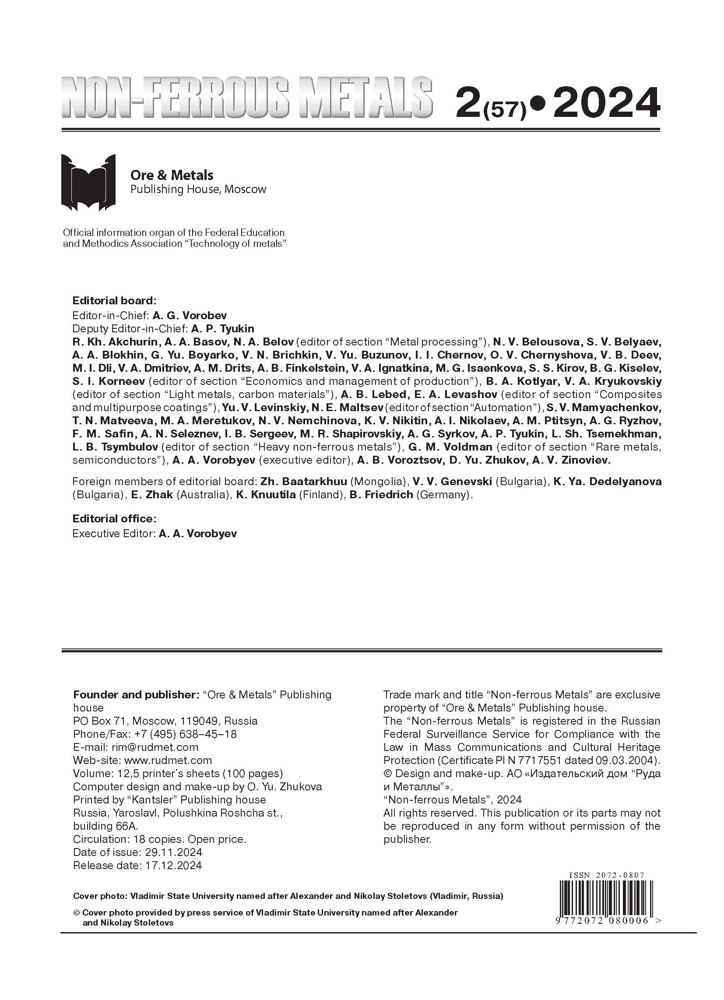 NON-FERROUS METALS 2(57)•2024
Ore & Metals
Publishing House, Moscow
Official information organ of the Federal Education
and Methodics Association “Technology of metals”
Editorial board:
Editor-in-Chief: A. G. Vorobev
Deputy Editor-in-Chief: A. P. Tyukin
R. Kh. Akchurin, A. A. Basov, N. A. Belov (editor of section “Metal processing”), N. V. Belousova, S. V. Belyaev,
A. A. Blokhin, G. Yu. Boyarko, V. N. Brichkin, V. Yu. Buzunov, I. I. Chernov, O. V. Chernyshova, V. B. Deev,
M. I. Dli, V. A. Dmitriev, A. M. Drits, A. B. Finkelstein, V. A. Ignatkina, M. G. Isaenkova, S. S. Kirov, B. G. Kiselev,
S. I. Korneev (editor of section “Economics and management of production”), B. A. Kotlyar, V. A. Kryukovskiy
(editor of section “Light metals, carbon materials”), A. B. Lebed, E. A. Levashov (editor of section “Composites
and multipurpose coatings”), Yu. V. Levinskiy, N. E. Maltsev (editor of section “Automation”), S. V. Mamyachenkov,
T. N. Matveeva, M. A. Meretukov, N. V. Nemchinova, K. V. Nikitin, A. I. Nikolaev, A. M. Ptitsyn, A. G. Ryzhov,
F. M. Safin, A. N. Seleznev, I. B. Sergeev, M. R. Shapirovskiy, A. G. Syrkov, A. P. Tyukin, L. Sh. Tsemekhman,
L. B. Tsymbulov (editor of section “Heavy non-ferrous metals”), G. M. Voldman (editor of section “Rare metals,
semiconductors”), A. A. Vorobyev (executive editor), A. B. Voroztsov, D. Yu. Zhukov, A. V. Zinoviev.
Foreign members of editorial board: Zh. Baatarkhuu (Mongolia), V. V. Genevski (Bulgaria), K. Ya. Dedelyanova
(Bulgaria), E. Zhak (Australia), K. Knuutila (Finland), B. Friedrich (Germany).
Editorial office:
Executive Editor: A. A. Vorobyev
Founder and publisher: “Ore & Metals” Publishing
house
PO Box 71, Moscow, 119049, Russia
Phone/Fax: +7 (495) 638–45–18
E-mail: rim@rudmet.com
Web-site: www.rudmet.com
Volume: 12,5 printer’s sheets (100 pages)
Computer design and make-up by O. Yu. Zhukova
Printed by “Kantsler” Publishing house
Russia, Yaroslavl, Polushkina Roshcha st.,
building 66A.
Circulation: 18 copies. Open price.
Date of issue: 29.11.2024
Release date: 17.12.2024
Trade mark and title “Non-ferrous Metals” are exclusive
property of “Ore & Metals” Publishing house.
The “Non-ferrous Metals” is registered in the Russian
Federal Surveillance Service for Compliance with the
Law in Mass Communications and Cultural Heritage
Protection (Certificate PI N 7717551 dated 09.03.2004).
© Design and make-up. АО «Издательский дом “Руда
и Металлы”».
“Non-ferrous Metals”, 2024
All rights reserved. This publication or its parts may not
be reproduced in any form without permission of the
publisher.
Cover photo: Vladimir State University named after Alexander and Nikolay Stoletovs (Vladimir, Russia)
© Cover photo provided by press service of Vladimir State University named after Alexander
and Nikolay Stoletovs
ISSN 2072-0807
9 772072 080006 >